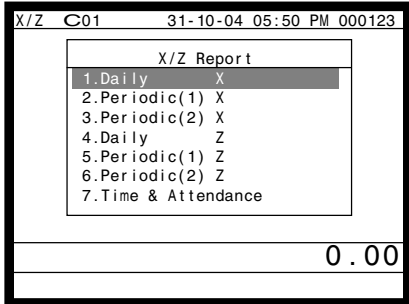 X/Z C01 31-10-04 05:50 PM 000123
X/Z Report
1.Daily X
2.Periodic(1) X
3.Periodic(2) X
4.Daily Z
5.Periodic(1) Z
6.Periodic(2) Z
7.Time & Attendance
0.00